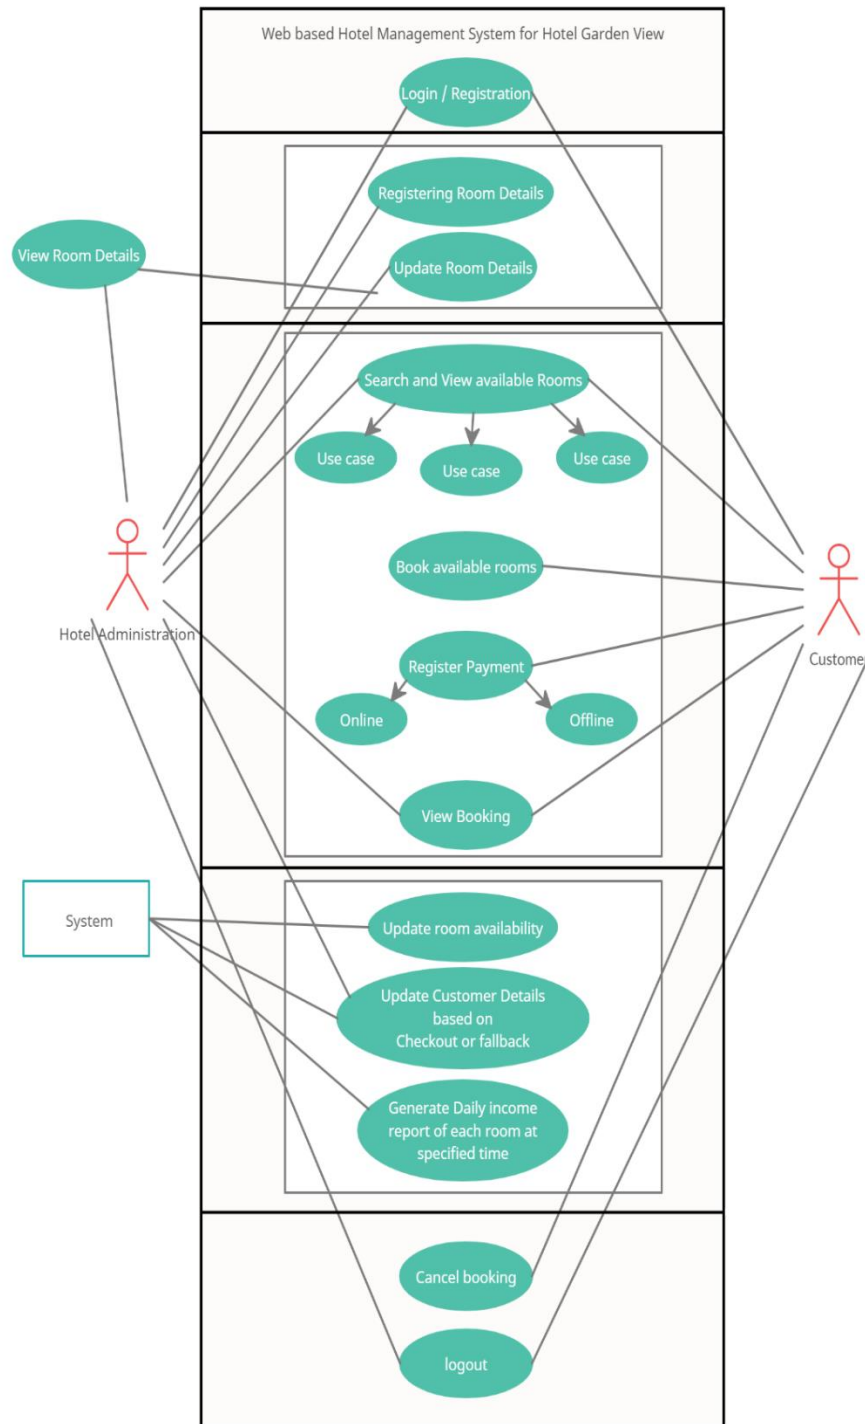 Web based Hotel Management System for Hotel Garden View
Login / Registration
Registering Room Details
View Room Details
Update Room Details
Search and View available Rooms
Use case
Use case
Use case
Book available rooms
Hotel Administration
Customer
Register Payment
Online
Offline
View Booking
System
Update room availability
Update Customer Details
based on
Checkout or fallback
Generate Daily income
report of each room at
specified time
Cancel booking
logout